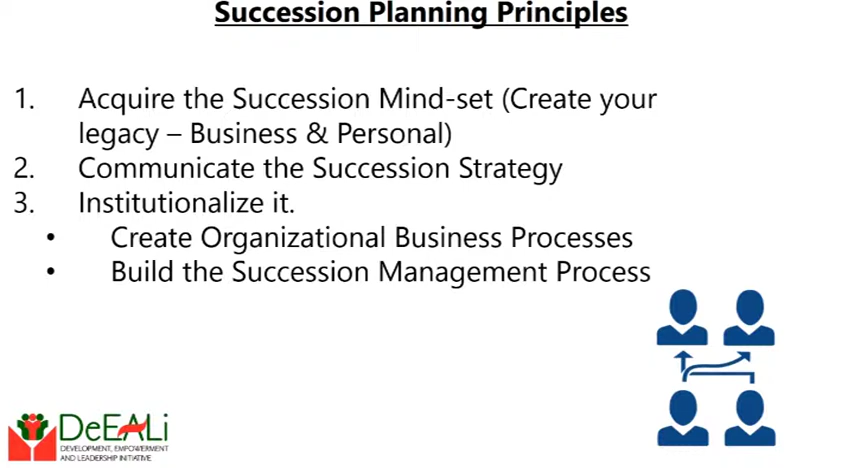 Succession Planning Principles
1. Acquire the Succession Mind-set (Create your
legacy – Business & Personal)
2. Communicate the Succession Strategy
3. Institutionalize it.
• Create Organizational Business Processes
• Build the Succession Management Process
DeEALi
DEVELOPMENT, EMPOWERMENT
AND LEADERSHIP INITIATIVE